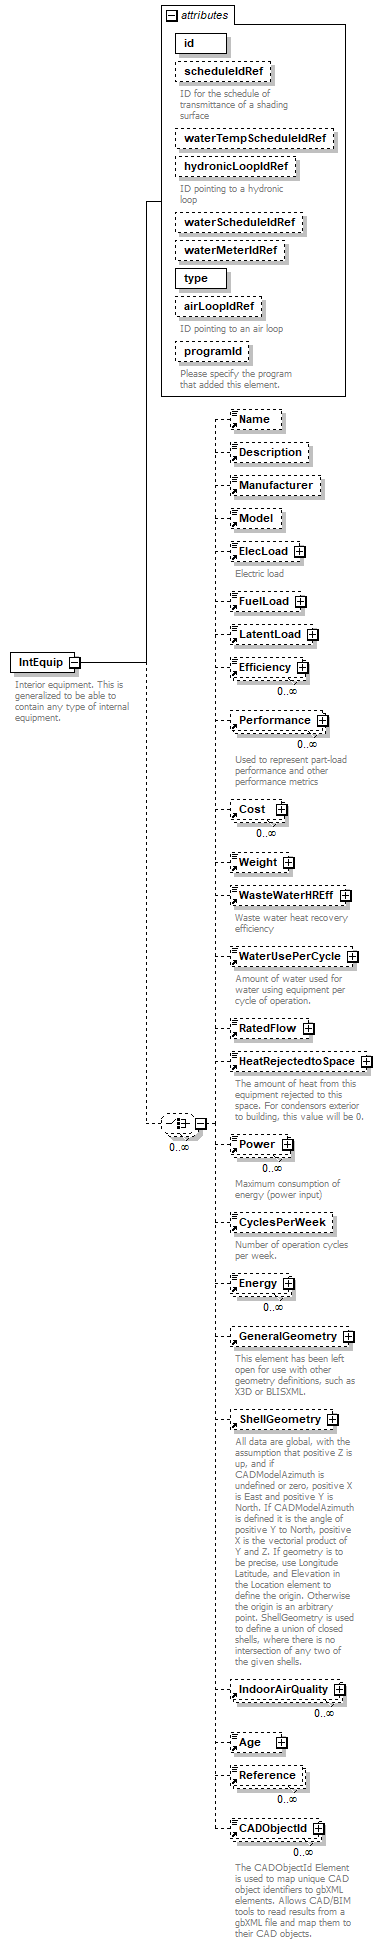 attributes
id
scheduleIdRef
ID for the schedule of
transmittance of a shading
surface
waterTempScheduleIdRef
hydronicLoopIdRef
ID pointing to a hydronic
loop
waterScheduleIdRef
waterMeterIdRef
type
airLoopIdRef
ID pointing to an air loop
programId
Please specify the program
that added this element.
IntEquip
Interior equipment. This is
generalized to be able to
contain any type of internal
equipment.
0..∞
Name
Description
Manufacturer
Model
ElecLoad
Electric load
FuelLoad
LatentLoad
Efficiency
0..∞
Performance
0..∞
Used to represent part-load
performance and other
performance metrics
Cost
0..∞
Weight
WasteWaterHREff
Waste water heat recovery
efficiency
WaterUsePerCycle
Amount of water used for
water using equipment per
cycle of operation.
RatedFlow
HeatRejectedtoSpace
The amount of heat from this
equipment rejected to this
space. For condensors exterior
to building, this value will be 0.
Power
0..∞
Maximum consumption of
energy (power input)
CyclesPerWeek
Number of operation cycles
per week.
Energy
0..∞
GeneralGeometry
This element has been left
open for use with other
geometry definitions, such as
X3D or BLISXML.
ShellGeometry
All data are global, with the
assumption that positive Z is
up, and if
CADModelAzimuth is
undefined or zero, positive X
is East and positive Y is
North. If CADModelAzimuth
is defined it is the angle of
positive Y to North, positive
X is the vectorial product of
Y and Z. If geometry is to
be precise, use Longitude
Latitude, and Elevation in
the Location element to
define the origin. Otherwise
the origin is an arbitrary
point. ShellGeometry is used
to define a union of closed
shells, where there is no
intersection of any two of
the given shells.
IndoorAirQuality
0..∞
Age
Reference
0..∞
CADObjectId
0..∞
The CADObjectId Element
is used to map unique CAD
object identifiers to gbXML
elements. Allows CAD/BIM
tools to read results from a
gbXML file and map them to
their CAD objects.